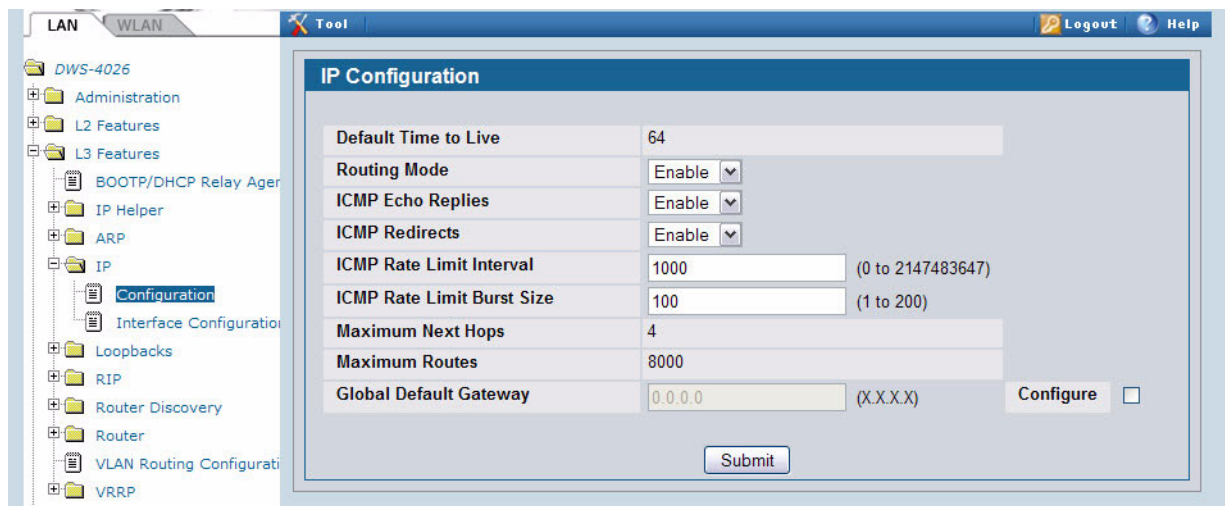 LAN WLAN Tool Logout Help
DWS-4026
Administration
L2 Features
L3 Features
BOOTP/DHCP Relay Ager
IP Helper
ARP
IP
Configuration
Interface Configuration
Loopbacks
RIP
Router Discovery
Router
VLAN Routing Configurati
VRRP
IP Configuration
Default Time to Live 64
Routing Mode Enable
ICMP Echo Replies Enable
ICMP Redirects Enable
ICMP Rate Limit Interval 1000 (0 to 2147483647)
ICMP Rate Limit Burst Size 100 (1 to 200)
Maximum Next Hops 4
Maximum Routes 8000
Global Default Gateway 0.0.0.0 (X.X.X.X) Configure
Submit